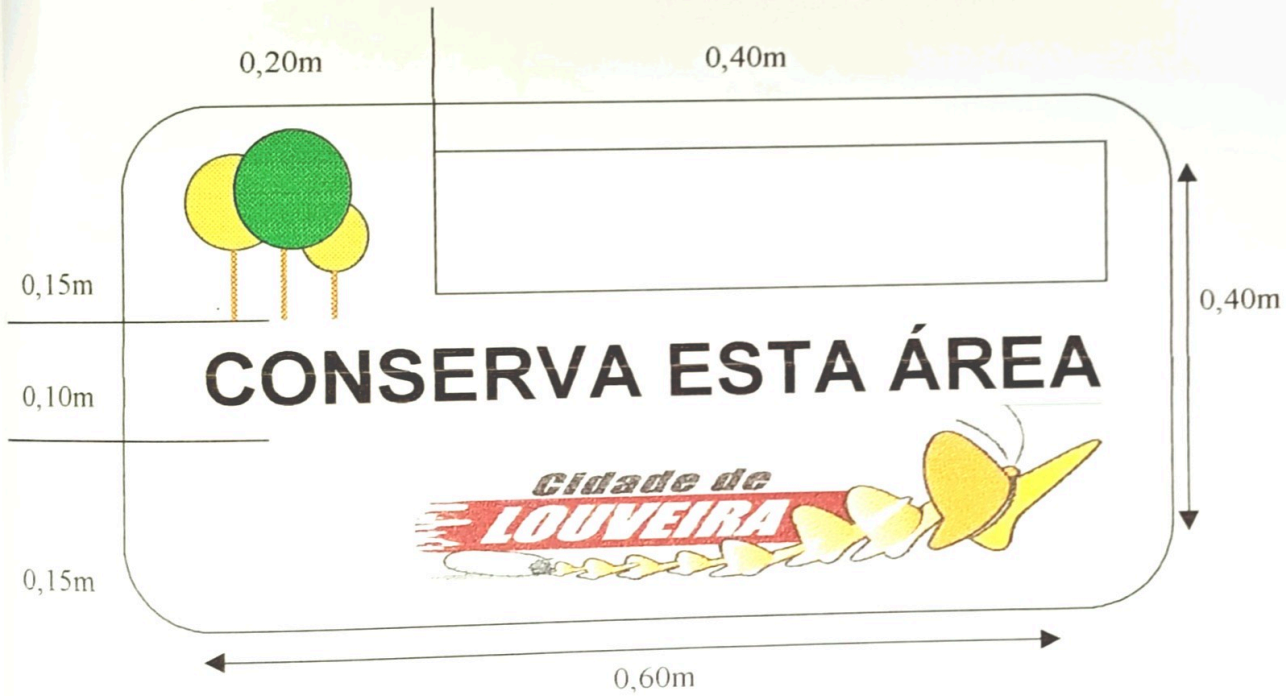 0,20m
0,40m
0,15m
0,40m
CONSERVA ESTA ÁREA
0,10m
Cidade de
LOUVEIRA
0,15m
0,60m